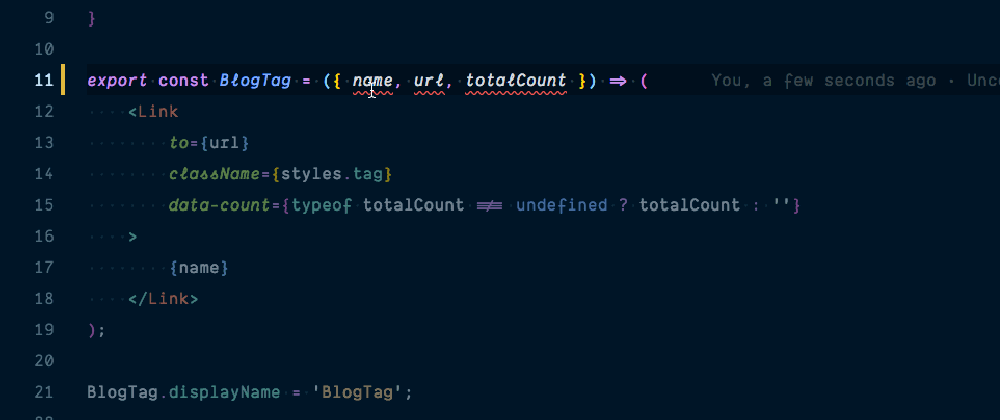 9 }
10
11 export const BlogTag = ({ name, url, totalCount }) => ( You, a few seconds ago · Unc
12 <Link
13 to={url}
14 className={styles.tag}
15 data-count={typeof totalCount !== undefined ? totalCount : ''}
16 >
17 {name}
18 </Link>
19 );
20
21 BlogTag.displayName = 'BlogTag';